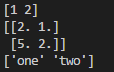 [1 2]
[[2. 1.]
 [5. 2.]]
['one' 'two']